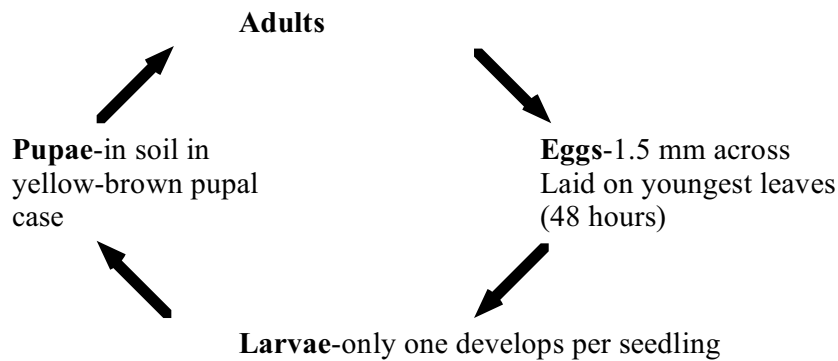 Adults
Pupae-in soil in
yellow-brown pupal
case
Eggs-1.5 mm across
Laid on youngest leaves
(48 hours)
Larvae-only one develops per seedling